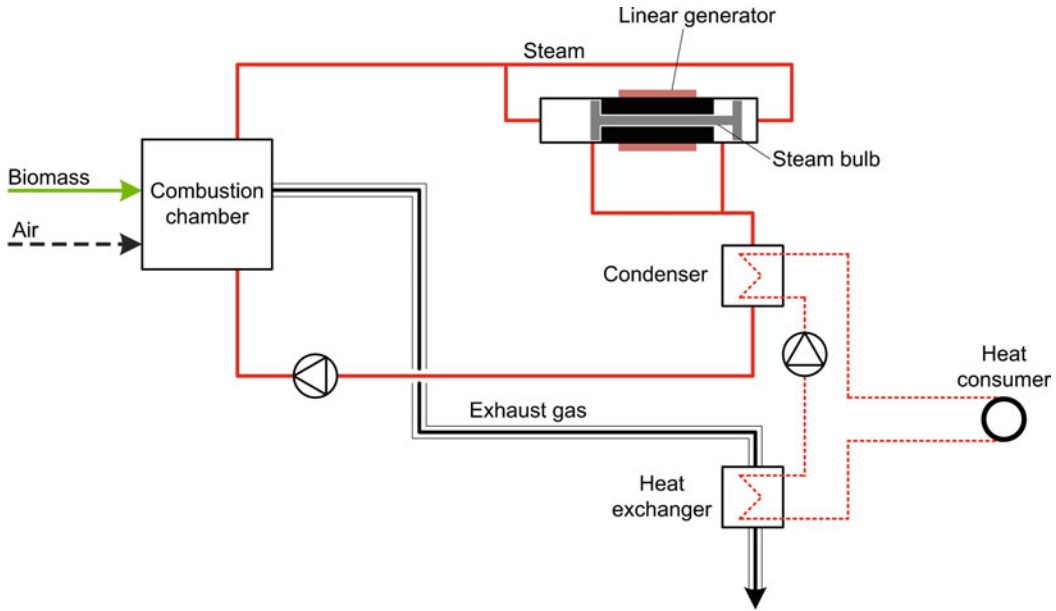 Linear generator
Steam
Steam bulb
Biomass
Combustion
chamber
Air
Condenser
Heat
consumer
Exhaust gas
Heat
exchanger